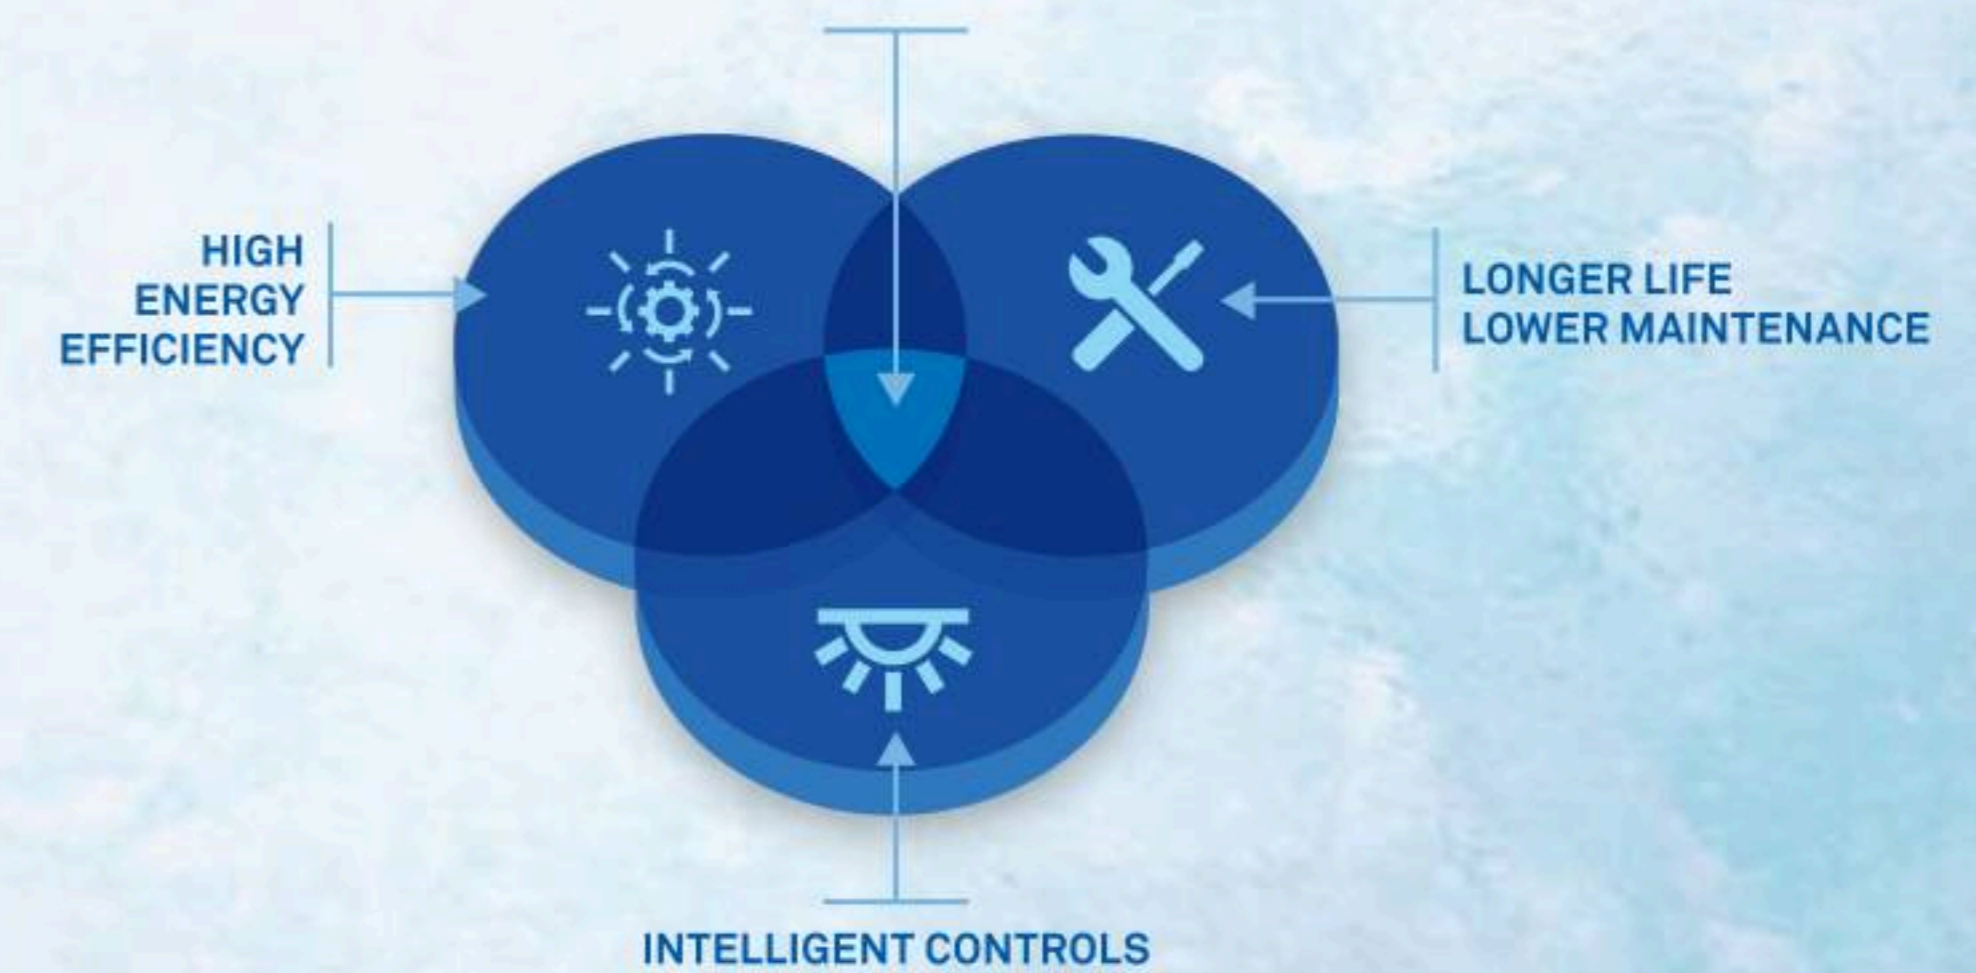 HIGH
ENERGY
EFFICIENCY
LONGER LIFE
LOWER MAINTENANCE
INTELLIGENT CONTROLS